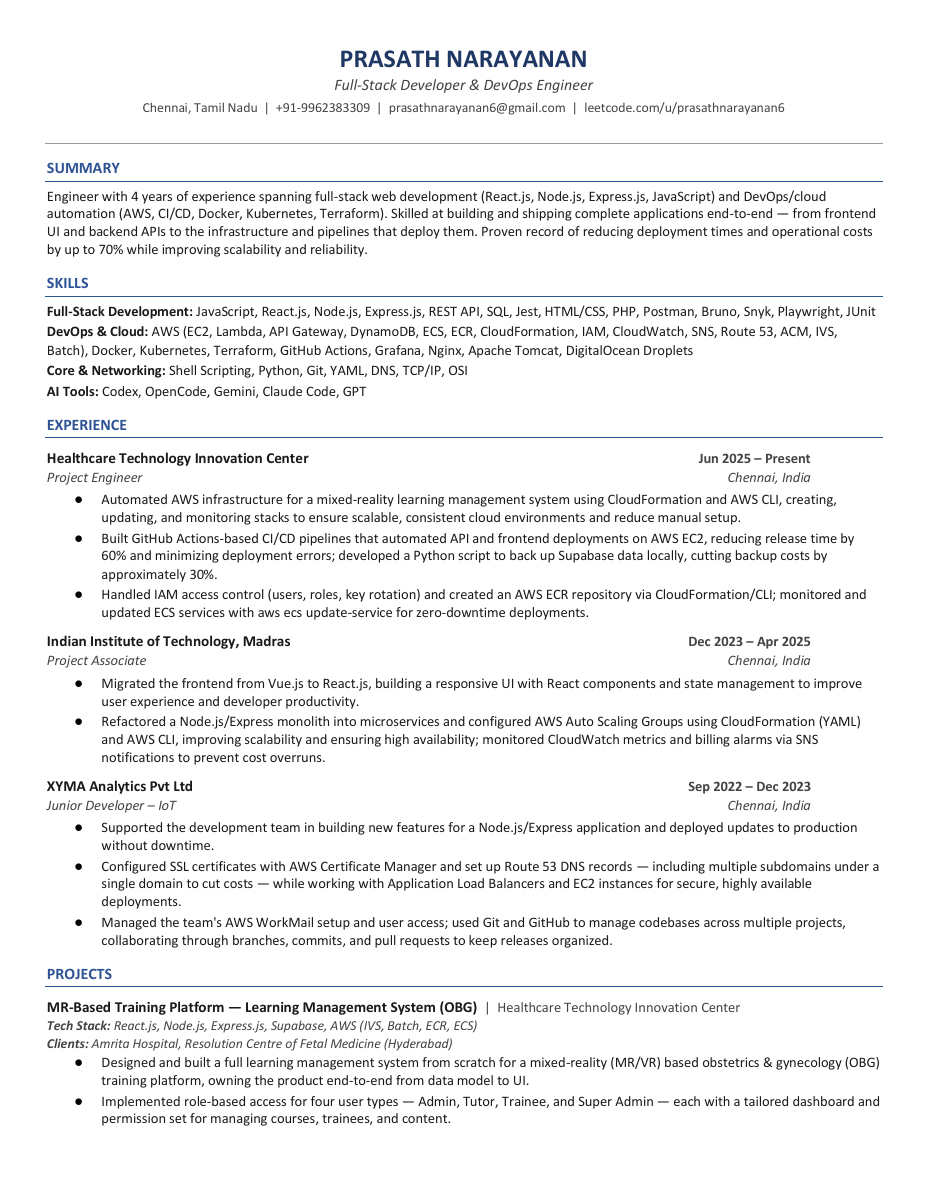 PRASATH NARAYANAN
Full-Stack Developer & DevOps Engineer
Chennai, Tamil Nadu | +91-9962383309 | prasathnarayanan6@gmail.com | leetcode.com/u/prasathnarayanan6
SUMMARY
Engineer with 4 years of experience spanning full-stack web development (React.js, Node.js, Express.js, JavaScript) and DevOps/cloud
automation (AWS, CI/CD, Docker, Kubernetes, Terraform). Skilled at building and shipping complete applications end-to-end — from frontend
UI and backend APIs to the infrastructure and pipelines that deploy them. Proven record of reducing deployment times and operational costs
by up to 70% while improving scalability and reliability.
SKILLS
Full-Stack Development: JavaScript, React.js, Node.js, Express.js, REST API, SQL, Jest, HTML/CSS, PHP, Postman, Bruno, Snyk, Playwright, JUnit
DevOps & Cloud: AWS (EC2, Lambda, API Gateway, DynamoDB, ECS, ECR, CloudFormation, IAM, CloudWatch, SNS, Route 53, ACM, IVS,
Batch), Docker, Kubernetes, Terraform, GitHub Actions, Grafana, Nginx, Apache Tomcat, DigitalOcean Droplets
Core & Networking: Shell Scripting, Python, Git, YAML, DNS, TCP/IP, OSI
AI Tools: Codex, OpenCode, Gemini, Claude Code, GPT
EXPERIENCE
Healthcare Technology Innovation Center Jun 2025 – Present
Project Engineer Chennai, India
● Automated AWS infrastructure for a mixed-reality learning management system using CloudFormation and AWS CLI, creating,
updating, and monitoring stacks to ensure scalable, consistent cloud environments and reduce manual setup.
● Built GitHub Actions-based CI/CD pipelines that automated API and frontend deployments on AWS EC2, reducing release time by
60% and minimizing deployment errors; developed a Python script to back up Supabase data locally, cutting backup costs by
approximately 30%.
● Handled IAM access control (users, roles, key rotation) and created an AWS ECR repository via CloudFormation/CLI; monitored and
updated ECS services with aws ecs update-service for zero-downtime deployments.
Indian Institute of Technology, Madras Dec 2023 – Apr 2025
Project Associate Chennai, India
● Migrated the frontend from Vue.js to React.js, building a responsive UI with React components and state management to improve
user experience and developer productivity.
● Refactored a Node.js/Express monolith into microservices and configured AWS Auto Scaling Groups using CloudFormation (YAML)
and AWS CLI, improving scalability and ensuring high availability; monitored CloudWatch metrics and billing alarms via SNS
notifications to prevent cost overruns.
XYMA Analytics Pvt Ltd Sep 2022 – Dec 2023
Junior Developer – IoT Chennai, India
● Supported the development team in building new features for a Node.js/Express application and deployed updates to production
without downtime.
● Configured SSL certificates with AWS Certificate Manager and set up Route 53 DNS records — including multiple subdomains under a
single domain to cut costs — while working with Application Load Balancers and EC2 instances for secure, highly available
deployments.
● Managed the team's AWS WorkMail setup and user access; used Git and GitHub to manage codebases across multiple projects,
collaborating through branches, commits, and pull requests to keep releases organized.
PROJECTS
MR-Based Training Platform — Learning Management System (OBG) | Healthcare Technology Innovation Center
Tech Stack: React.js, Node.js, Express.js, Supabase, AWS (IVS, Batch, ECR, ECS)
Clients: Amrita Hospital, Resolution Centre of Fetal Medicine (Hyderabad)
● Designed and built a full learning management system from scratch for a mixed-reality (MR/VR) based obstetrics & gynecology (OBG)
training platform, owning the product end-to-end from data model to UI.
● Implemented role-based access for four user types — Admin, Tutor, Trainee, and Super Admin — each with a tailored dashboard and
permission set for managing courses, trainees, and content.